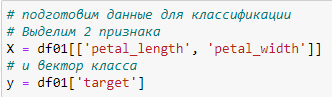 # подготовим данные для классификации
# Выделим 2 признака
X = df01[['petal_length', 'petal_width']]
# и вектор класса
y = df01['target']